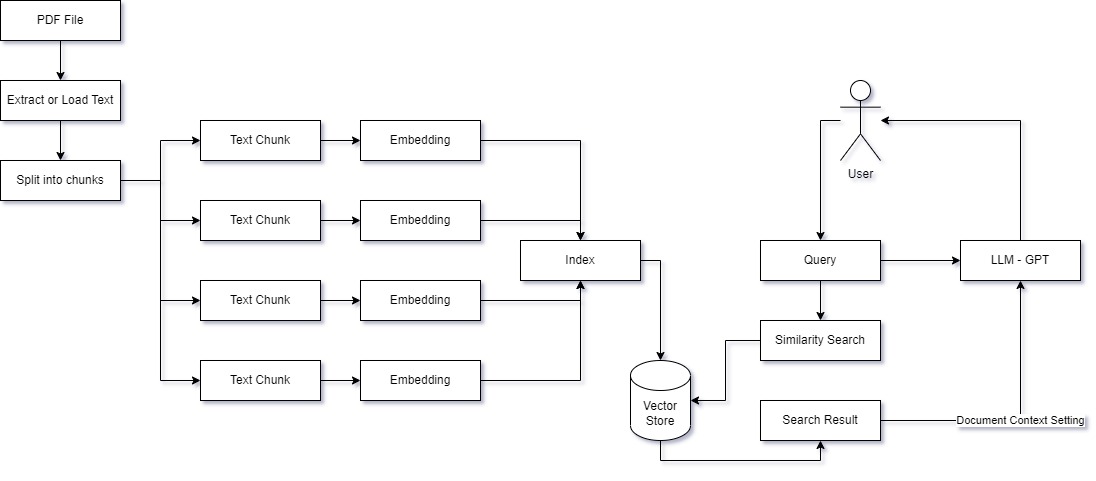 PDF File
Extract or Load Text
Split into chunks
Text Chunk
Embedding
Text Chunk
Embedding
Text Chunk
Embedding
Text Chunk
Embedding
Index
Vector
Store
User
Query
LLM - GPT
Similarity Search
Search Result
Document Context Setting